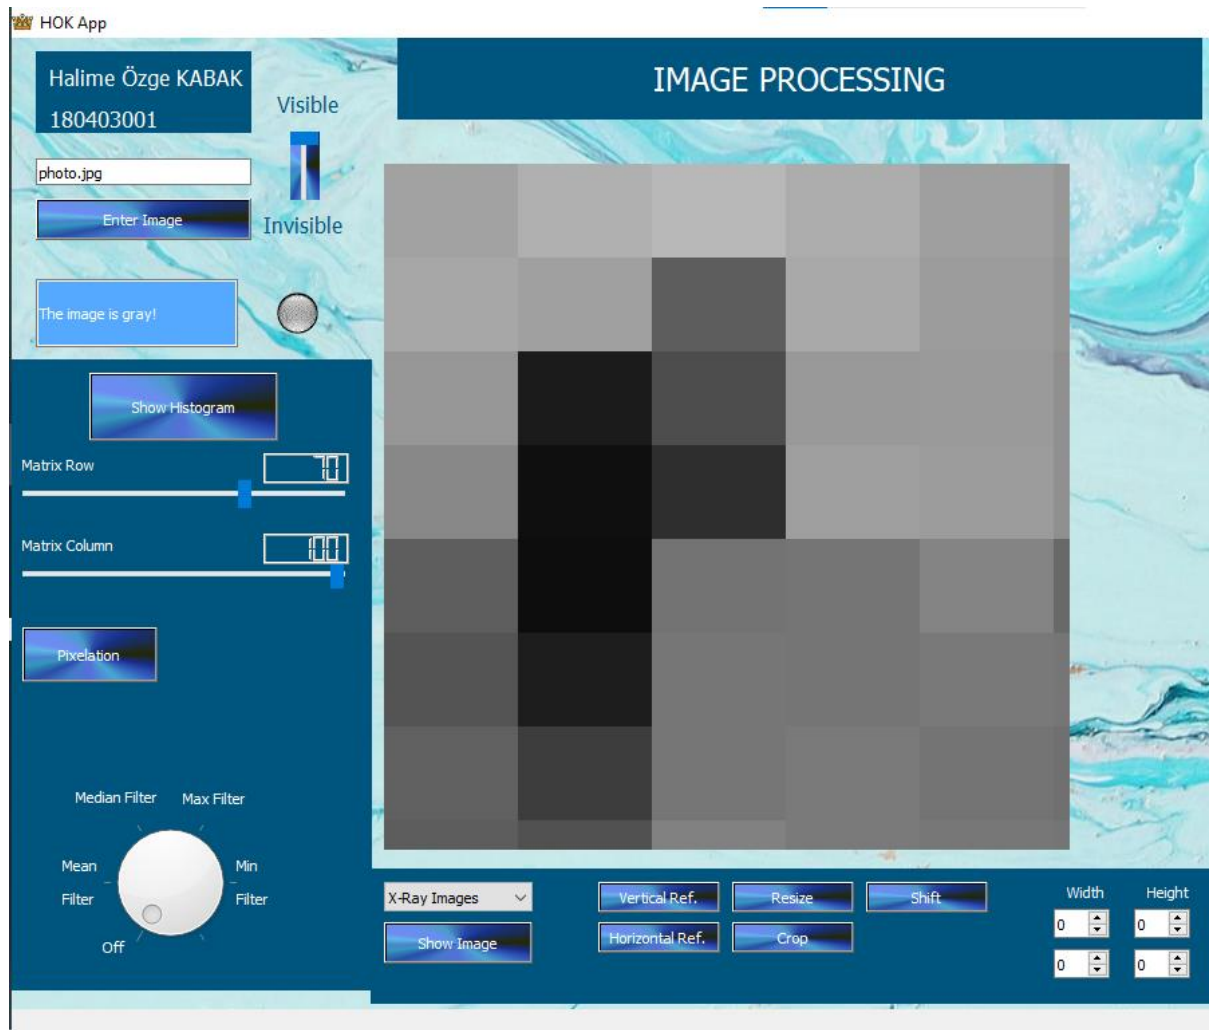 HOK App
Halime Özge KABAK
180403001
IMAGE PROCESSING
Visible
photo.jpg
Enter Image
Invisible
The image is gray!
Show Histogram
Matrix Row
70
Matrix Column
100
Pixelation
Median Filter
Max Filter
Mean
Filter
Min
Filter
Off
X-Ray Images
Show Image
Vertical Ref.
Resize
Shift
Horizontal Ref.
Crop
Width
Height
0
0
0
0